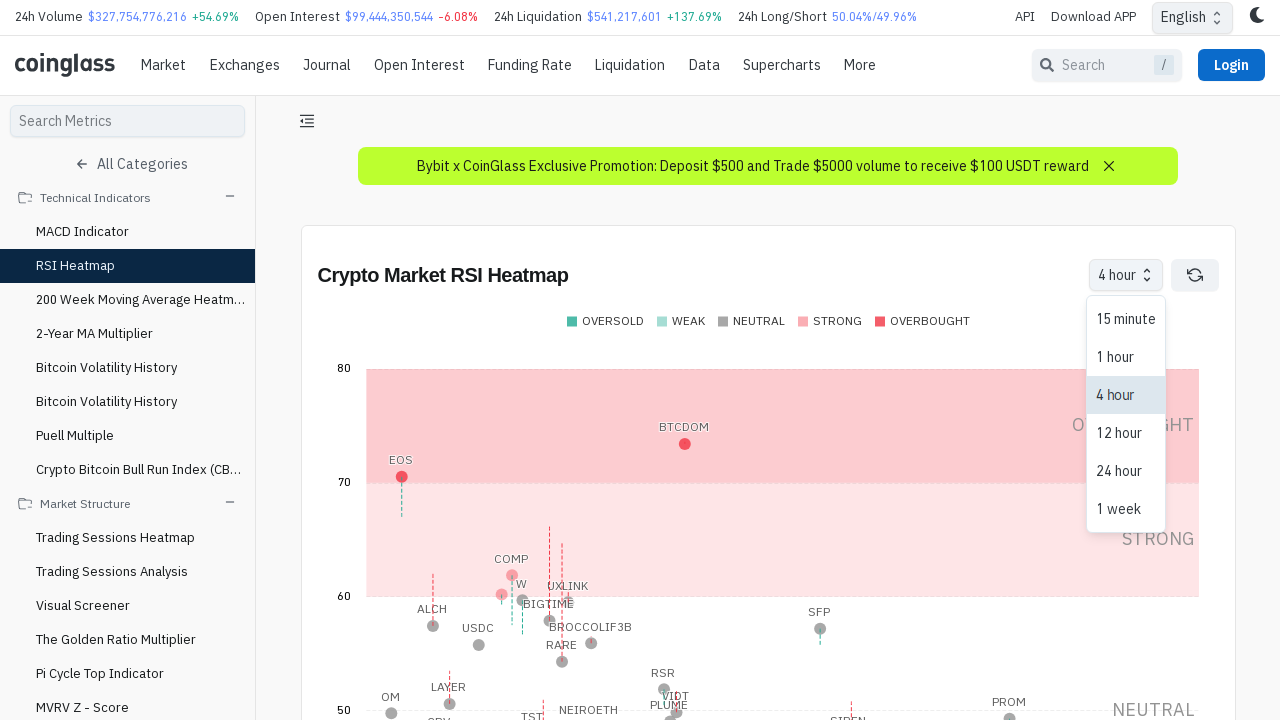 24h Volume $327,754,776,216 +54.69% Open Interest $99,444,350,544 -6.08% 24h Liquidation $541,217,601 +137.69% 24h Long/Short 50.04%/49.96% API Download APP English
coinglass Market Exchanges Journal Open Interest Funding Rate Liquidation Data Supercharts More Search / Login
Search Metrics
All Categories
Technical Indicators
MACD Indicator
RSI Heatmap
200 Week Moving Average Heatm...
2-Year MA Multiplier
Bitcoin Volatility History
Bitcoin Volatility History
Puell Multiple
Crypto Bitcoin Bull Run Index (CB...
Market Structure
Trading Sessions Heatmap
Trading Sessions Analysis
Visual Screener
The Golden Ratio Multiplier
Pi Cycle Top Indicator
MVRV Z - Score
Bybit x CoinGlass Exclusive Promotion: Deposit $500 and Trade $5000 volume to receive $100 USDT reward
Crypto Market RSI Heatmap
4 hour
15 minute
1 hour
4 hour
12 hour
24 hour
1 week
OVERSOLD WEAK NEUTRAL STRONG OVERBOUGHT
80
BTCDOM
EOS
70
STRONG
COMP
W
UXLINK
60
BIGTIME
ALCH
SFP
USDC
BROCCOLIF3B
RARE
RSR
LAYER
VIDT
OM
PLUME
PROM
50
NEIROETH
NEUTRAL